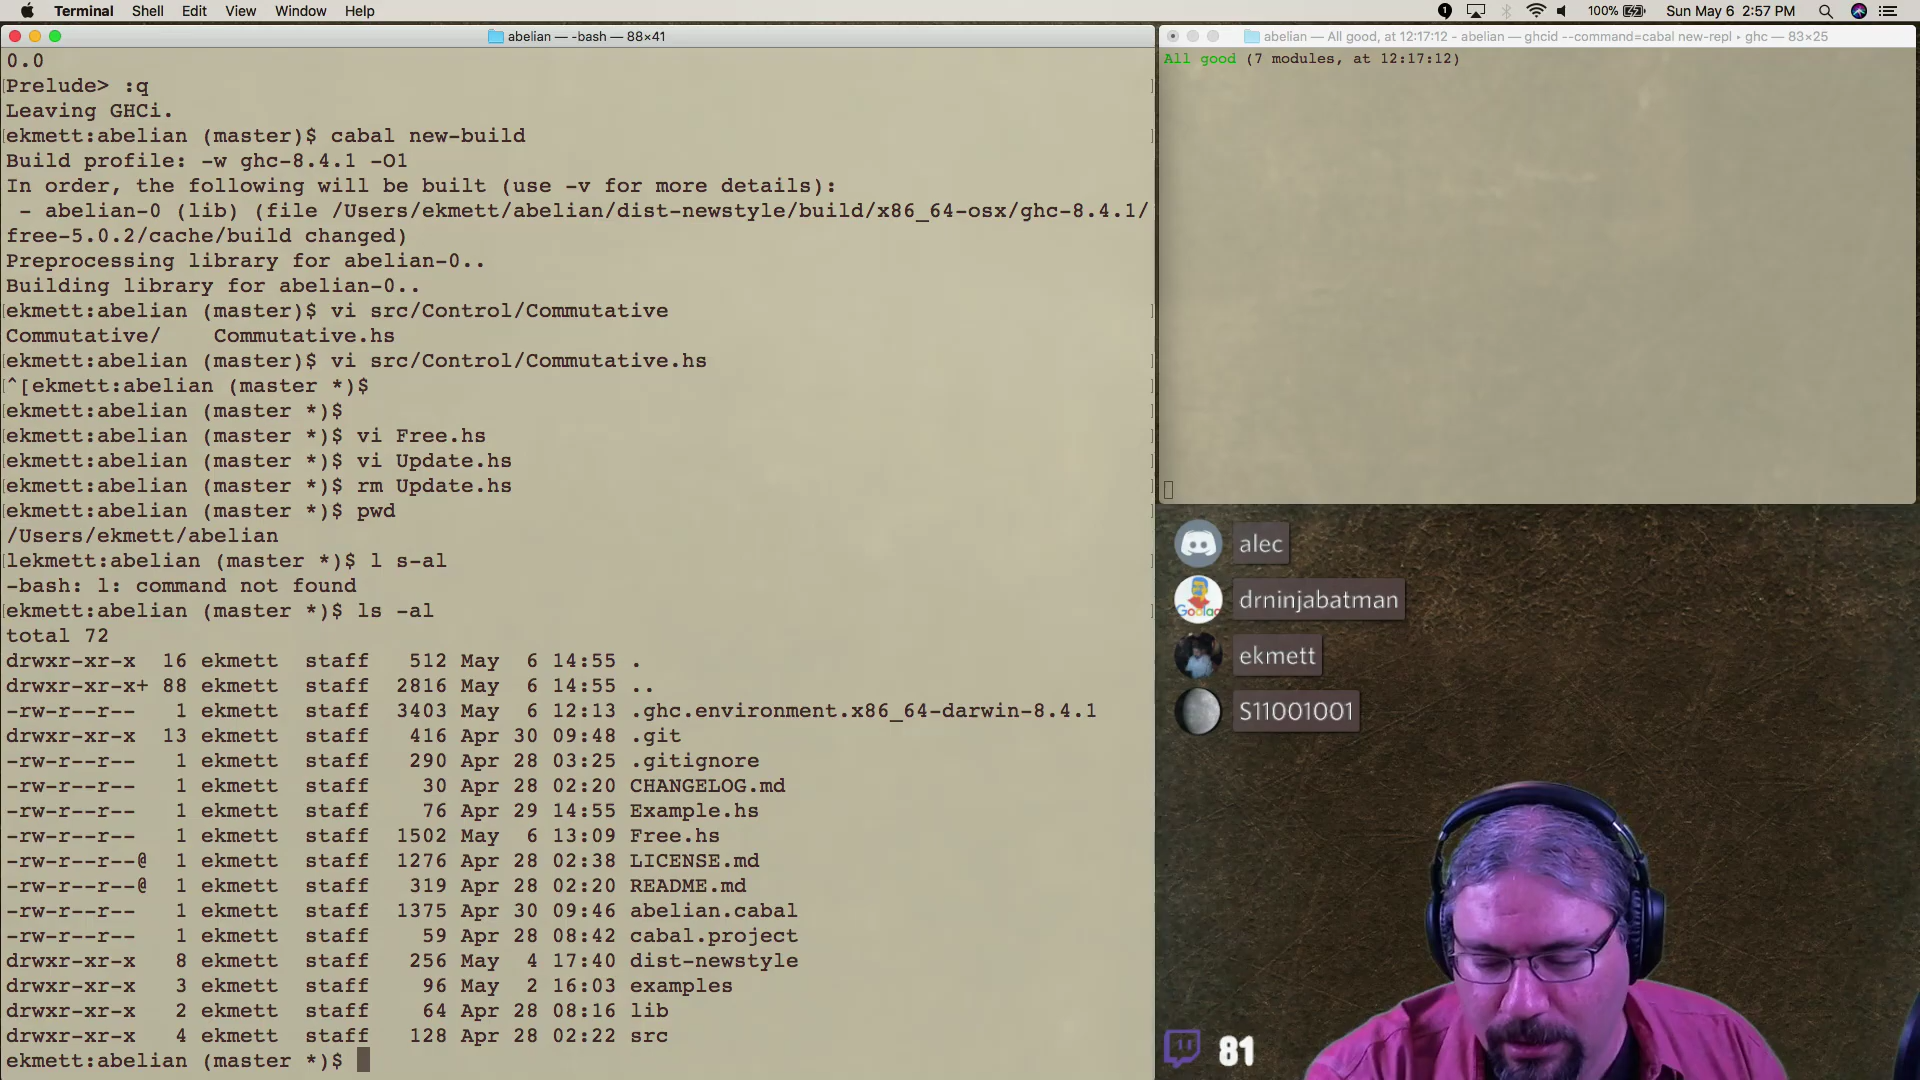 Terminal Shell Edit View Window Help
1 100% Sun May 6 2:57 PM
abelian — -bash — 88×41
0.0
Prelude> :q
Leaving GHCi.
ekmett:abelian (master)$ cabal new-build
Build profile: -w ghc-8.4.1 -O1
In order, the following will be built (use -v for more details):
- abelian-0 (lib) (file /Users/ekmett/abelian/dist-newstyle/build/x86_64-osx/ghc-8.4.1/
free-5.0.2/cache/build changed)
Preprocessing library for abelian-0..
Building library for abelian-0..
ekmett:abelian (master)$ vi src/Control/Commutative
Commutative/ Commutative.hs
ekmett:abelian (master)$ vi src/Control/Commutative.hs
^[ekmett:abelian (master *)$
ekmett:abelian (master *)$
ekmett:abelian (master *)$ vi Free.hs
ekmett:abelian (master *)$ vi Update.hs
ekmett:abelian (master *)$ rm Update.hs
ekmett:abelian (master *)$ pwd
/Users/ekmett/abelian
lekmett:abelian (master *)$ l s-al
-bash: l: command not found
ekmett:abelian (master *)$ ls -al
total 72
drwxr-xr-x 16 ekmett staff 512 May 6 14:55 .
drwxr-xr-x+ 88 ekmett staff 2816 May 6 14:55 ..
-rw-r--r-- 1 ekmett staff 3403 May 6 12:13 .ghc.environment.x86_64-darwin-8.4.1
drwxr-xr-x 13 ekmett staff 416 Apr 30 09:48 .git
-rw-r--r-- 1 ekmett staff 290 Apr 28 03:25 .gitignore
-rw-r--r-- 1 ekmett staff 30 Apr 28 02:20 CHANGELOG.md
-rw-r--r-- 1 ekmett staff 76 Apr 29 14:55 Example.hs
-rw-r--r-- 1 ekmett staff 1502 May 6 13:09 Free.hs
-rw-r--r--@ 1 ekmett staff 1276 Apr 28 02:38 LICENSE.md
-rw-r--r--@ 1 ekmett staff 319 Apr 28 02:20 README.md
-rw-r--r-- 1 ekmett staff 1375 Apr 30 09:46 abelian.cabal
-rw-r--r-- 1 ekmett staff 59 Apr 28 08:42 cabal.project
drwxr-xr-x 8 ekmett staff 256 May 4 17:40 dist-newstyle
drwxr-xr-x 3 ekmett staff 96 May 2 16:03 examples
drwxr-xr-x 2 ekmett staff 64 Apr 28 08:16 lib
drwxr-xr-x 4 ekmett staff 128 Apr 28 02:22 src
ekmett:abelian (master *)$
abelian — All good, at 12:17:12 - abelian — ghcid --command=cabal new-repl ‣ ghc — 83×25
All good (7 modules, at 12:17:12)
alec
drninjabatman
ekmett
S11001001
81